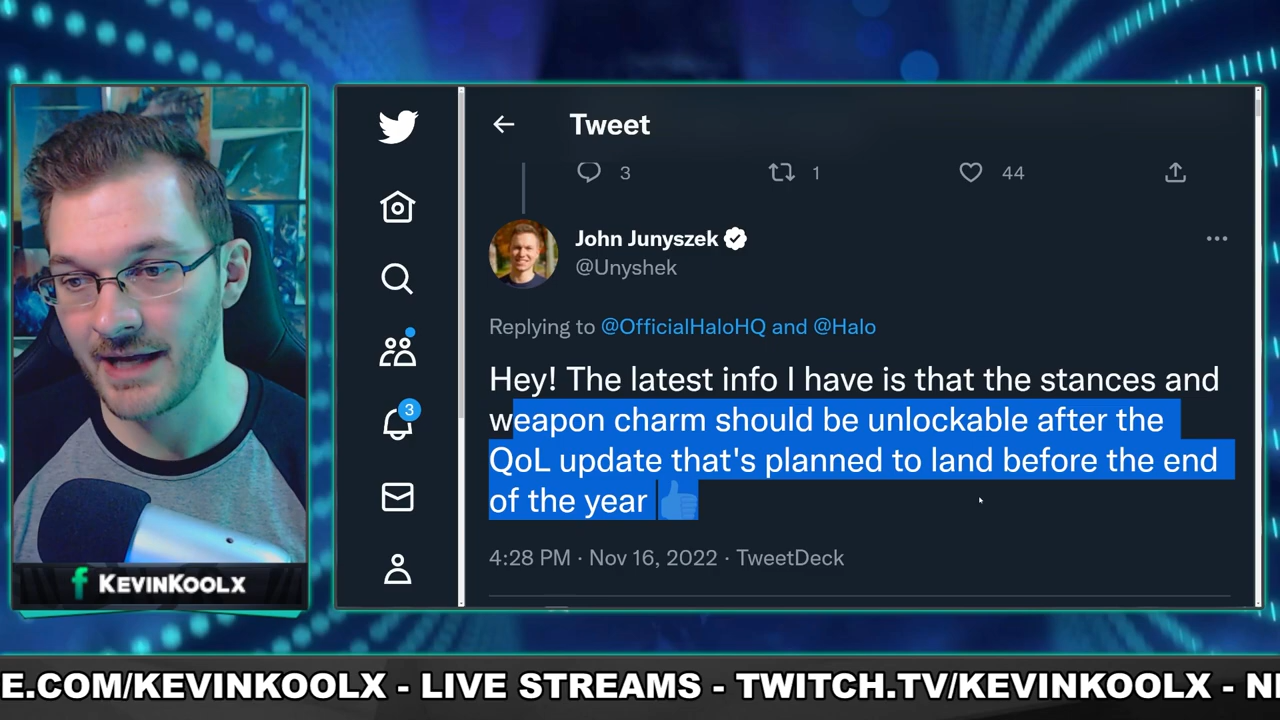 Tweet
3
1
44
John Junyszek
@Unyshek
Replying to @OfficialHaloHQ and @Halo
Hey! The latest info I have is that the stances and
weapon charm should be unlockable after the
QoL update that's planned to land before the end
of the year 👍
3
4:28 PM · Nov 16, 2022 · TweetDeck
f KEVINKOOLX
E.COM/KEVINKOOLX - LIVE STREAMS - TWITCH.TV/KEVINKOOLX -